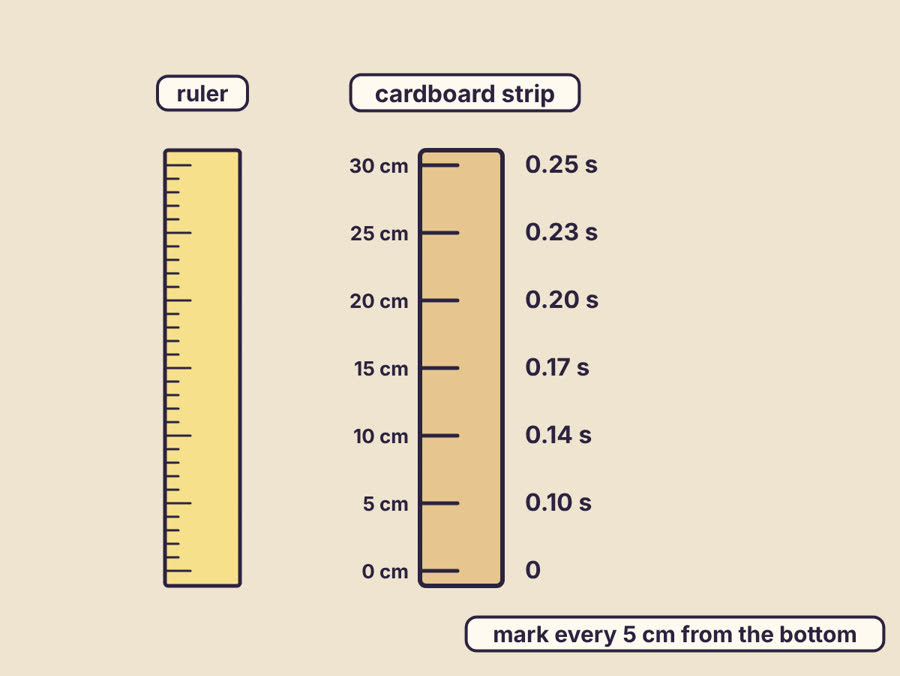 ruler
cardboard strip
30 cm 0.25 s
25 cm 0.23 s
20 cm 0.20 s
15 cm 0.17 s
10 cm 0.14 s
5 cm 0.10 s
0 cm 0
mark every 5 cm from the bottom